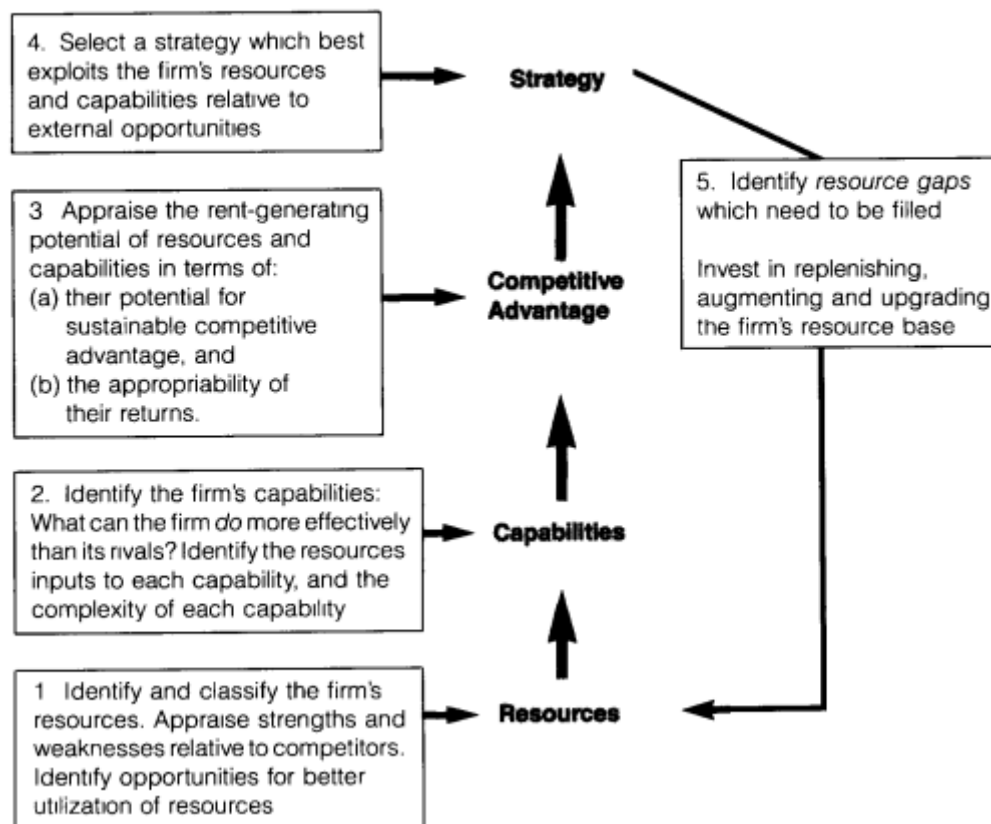 4. Select a strategy which best
exploits the firm's resources
and capabilities relative to
external opportunities
Strategy
5. Identify resource gaps
which need to be filled
Invest in replenishing,
augmenting and upgrading
the firm's resource base
3 Appraise the rent-generating
potential of resources and
capabilities in terms of:
(a) their potential for
sustainable competitive
advantage, and
(b) the appropriability of
their returns.
Competitive
Advantage
2. Identify the firm's capabilities:
What can the firm do more effectively
than its rivals? Identify the resources
inputs to each capability, and the
complexity of each capability
Capabilities
1 Identify and classify the firm's
resources. Appraise strengths and
weaknesses relative to competitors.
Identify opportunities for better
utilization of resources
Resources